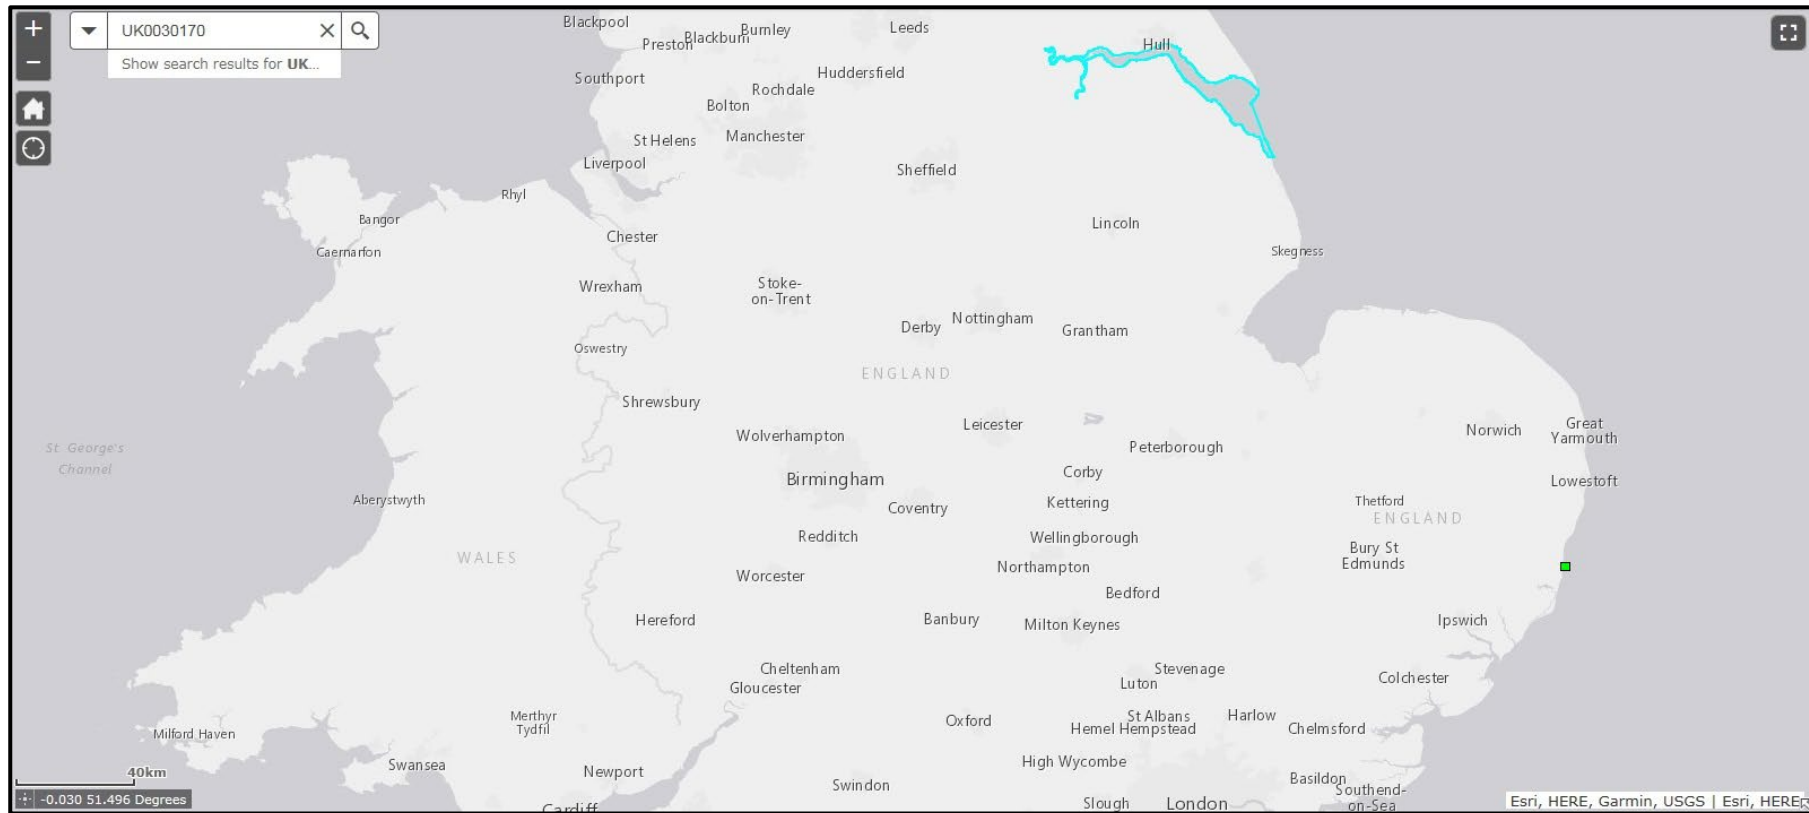 +
UK0030170
Show search results for UK...
−
Blackpool
Preston
Blackburn
Burnley
Leeds
Hull
Southport
Huddersfield
Rochdale
Bolton
St Helens
Manchester
Liverpool
Sheffield
Rhyl
Bangor
Lincoln
Chester
Caernarfon
Skegness
Wrexham
Stoke-
on-Trent
Derby
Nottingham
Grantham
Oswestry
ENGLAND
Shrewsbury
Wolverhampton
Leicester
Norwich
Great
Yarmouth
St George's
Channel
Peterborough
Birmingham
Corby
Lowestoft
Aberystwyth
Coventry
Kettering
Thetford
ENGLAND
Redditch
Wellingborough
WALES
Bury St
Edmunds
Worcester
Northampton
Bedford
Hereford
Banbury
Milton Keynes
Ipswich
Cheltenham
Gloucester
Stevenage
Luton
Colchester
Merthyr
Tydfil
Milford Haven
Oxford
St Albans
Hemel Hempstead
Harlow
Chelmsford
Swansea
Newport
High Wycombe
Swindon
Basildon
Southend-
on-Sea
Cardiff
Slough
London
40km
-0.030 51.496 Degrees
Esri, HERE, Garmin, USGS | Esri, HERE